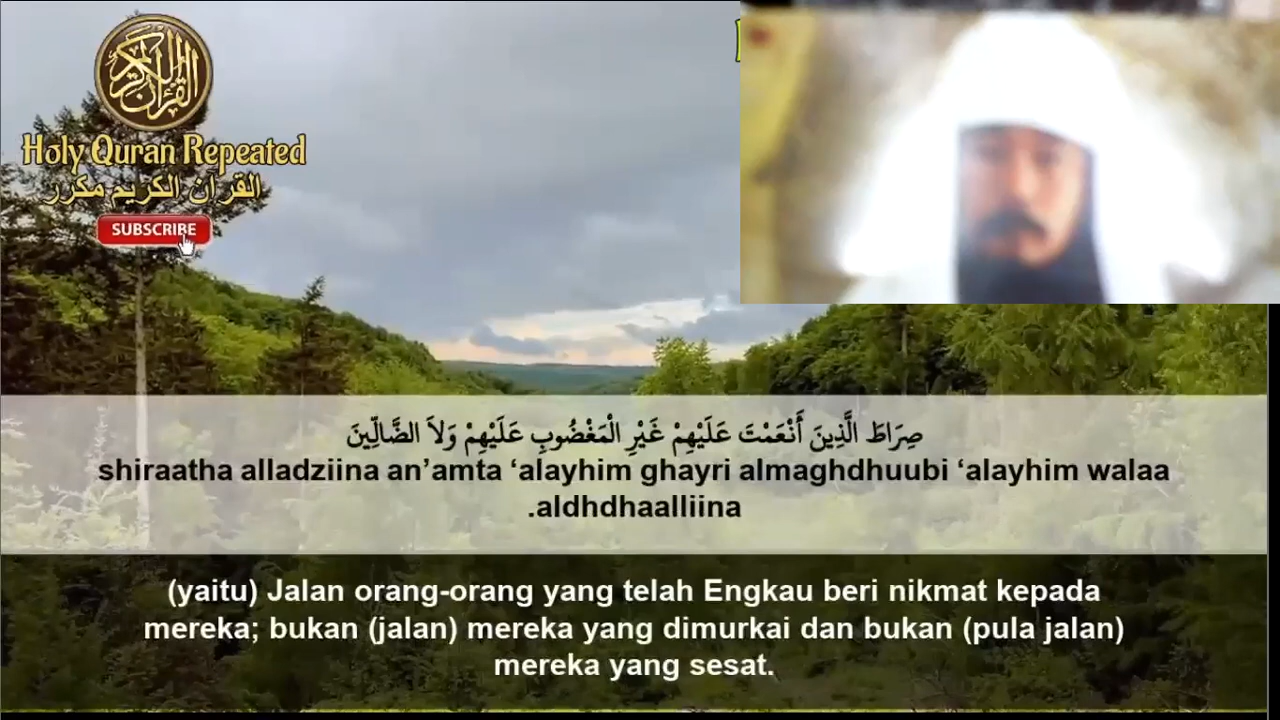 Holy Quran Repeated
القرآن الكريم مكرر
SUBSCRIBE
صِرَاطَ الَّذِينَ أَنْعَمْتَ عَلَيْهِمْ غَيْرِ الْمَغْضُوبِ عَلَيْهِمْ وَلاَ الضَّالِّينَ
shiraatha alladziina an’amta ‘alayhim ghayri almaghdhuubi ‘alayhim walaa
.aldhdhaalliina
(yaitu) Jalan orang-orang yang telah Engkau beri nikmat kepada
mereka; bukan (jalan) mereka yang dimurkai dan bukan (pula jalan)
mereka yang sesat.